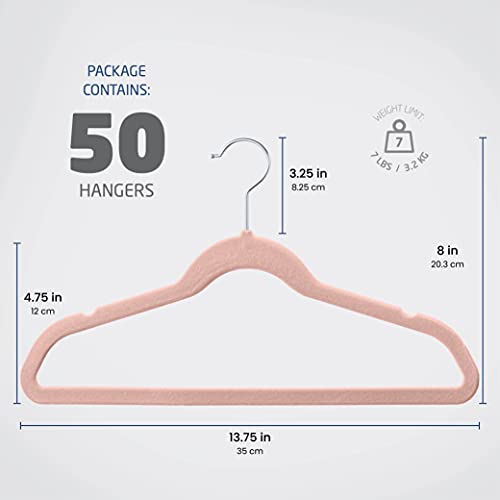 PACKAGE
CONTAINS:
50
HANGERS
WEIGHT LIMIT:
7
7 LBS / 3.2 KG
3.25 in
8.25 cm
8 in
20.3 cm
4.75 in
12 cm
13.75 in
35 cm